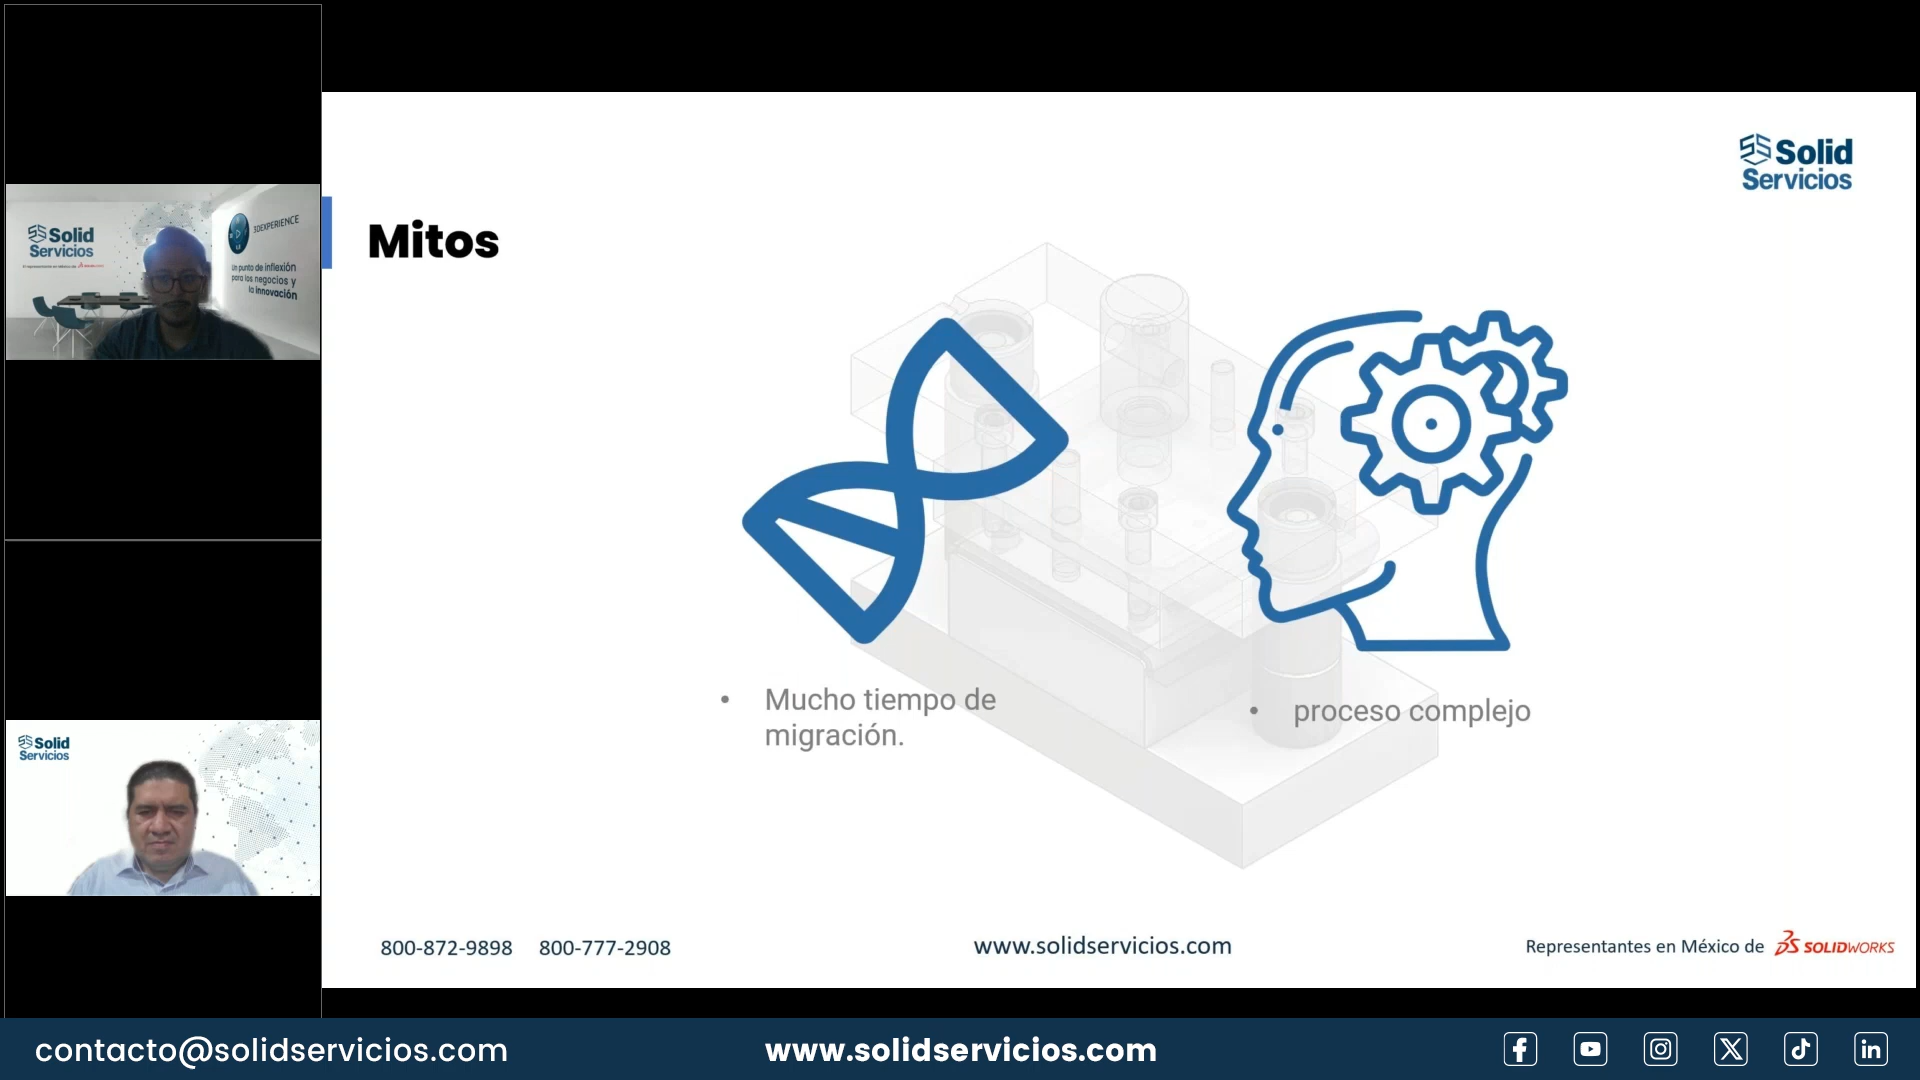 Solid
Servicios
Mitos
Solid
Servicios
3DEXPERIENCE
Un punto de inflexión
para los negocios y
la innovación
• Mucho tiempo de
migración.
• proceso complejo
Solid
Servicios
800-872-9898 800-777-2908
www.solidservicios.com
Representantes en México de SOLIDWORKS
contacto@solidservicios.com
www.solidservicios.com